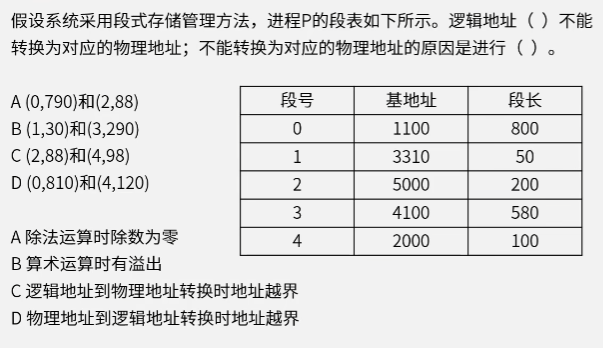 假设系统采用段式存储管理方法，进程P的段表如下所示。逻辑地址（ ）不能
转换为对应的物理地址；不能转换为对应的物理地址的原因是进行（ ）。
A (0,790)和(2,88)
B (1,30)和(3,290)
C (2,88)和(4,98)
D (0,810)和(4,120)
A 除法运算时除数为零
B 算术运算时有溢出
C 逻辑地址到物理地址转换时地址越界
D 物理地址到逻辑地址转换时地址越界
段号 基地址 段长
0 1100 800
1 3310 50
2 5000 200
3 4100 580
4 2000 100